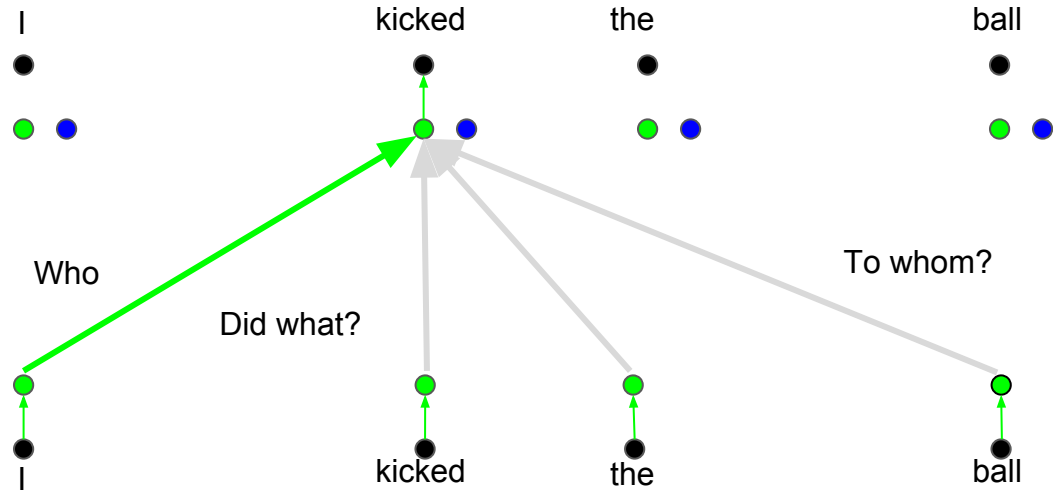 I kicked the ball
Who
Did what?
To whom?
I kicked the ball